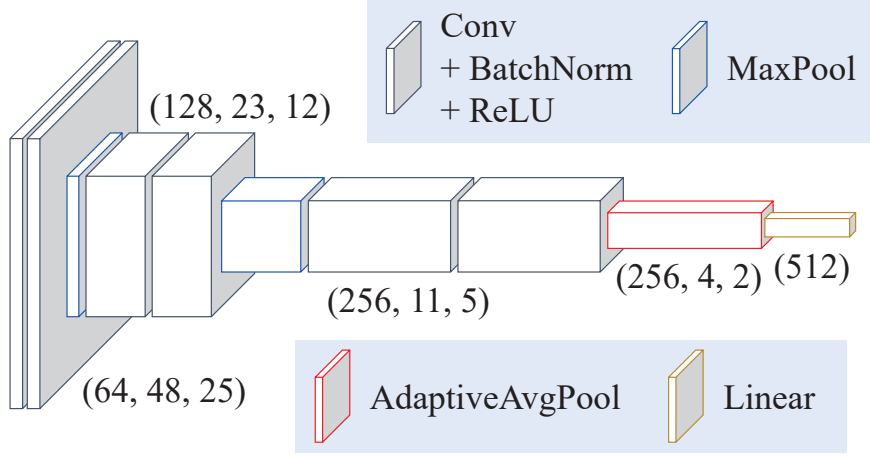 Conv
+ BatchNorm
+ ReLU
MaxPool
(128, 23, 12)
(256, 11, 5)
(256, 4, 2)
(512)
(64, 48, 25)
AdaptiveAvgPool
Linear